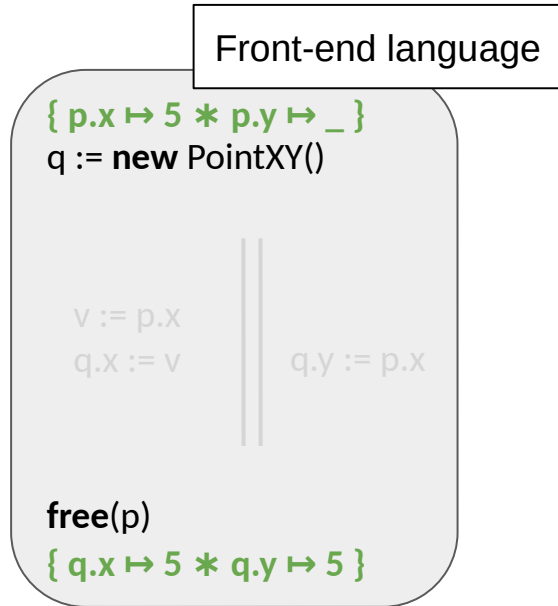 Front-end language
{ p.x ↦ 5 ∗ p.y ↦ _ }
q := new PointXY()
v := p.x
q.x := v
q.y := p.x
free(p)
{ q.x ↦ 5 ∗ q.y ↦ 5 }